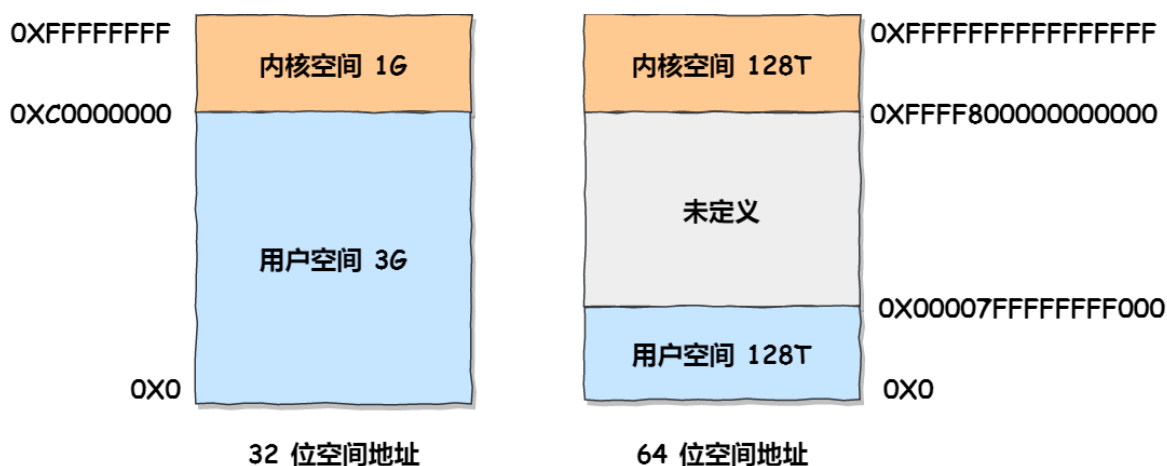 0XFFFFFFFF
内核空间 1G
0XC0000000
用户空间 3G
0X0
32 位空间地址
0XFFFFFFFFFFFFFFFF
内核空间 128T
0XFFFF800000000000
未定义
0X00007FFFFFFFF000
用户空间 128T
0X0
64 位空间地址